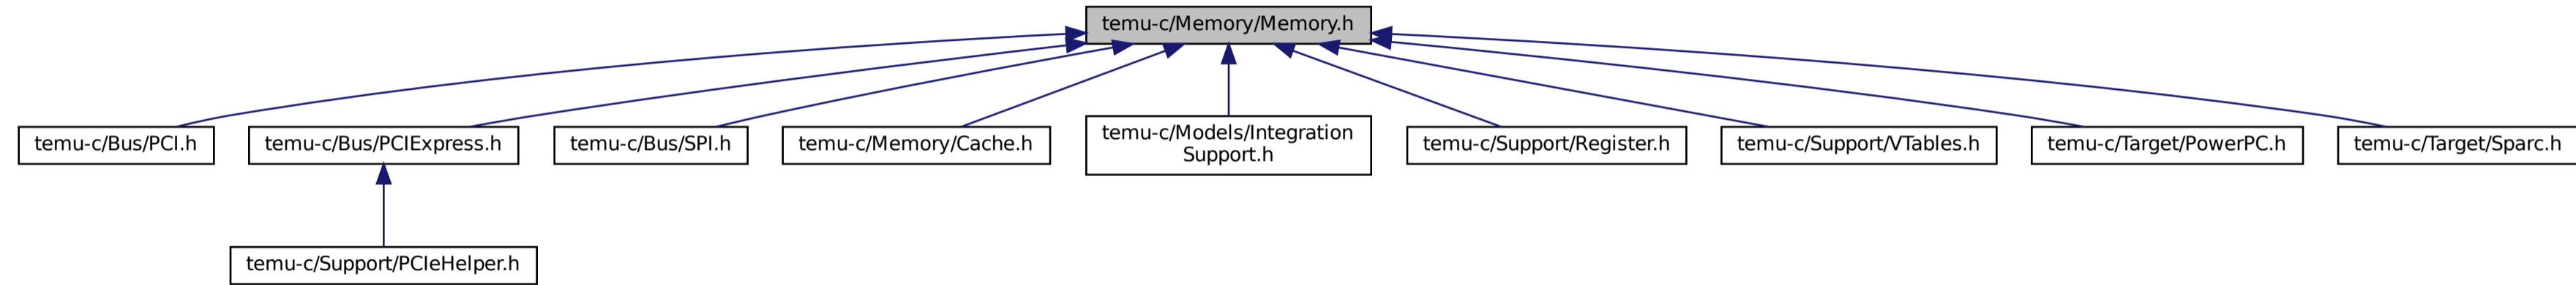 temu-c/Memory/Memory.h
temu-c/Bus/PCI.h
temu-c/Bus/PCIExpress.h
temu-c/Bus/SPI.h
temu-c/Memory/Cache.h
temu-c/Models/Integration
Support.h
temu-c/Support/Register.h
temu-c/Support/VTables.h
temu-c/Target/PowerPC.h
temu-c/Target/Sparc.h
temu-c/Support/PCIeHelper.h